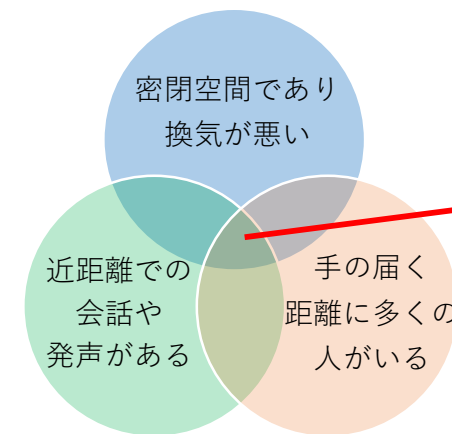 密閉空間であり
換気が悪い
近距離での
会話や
発声がある
手の届く
距離に多くの
人がいる